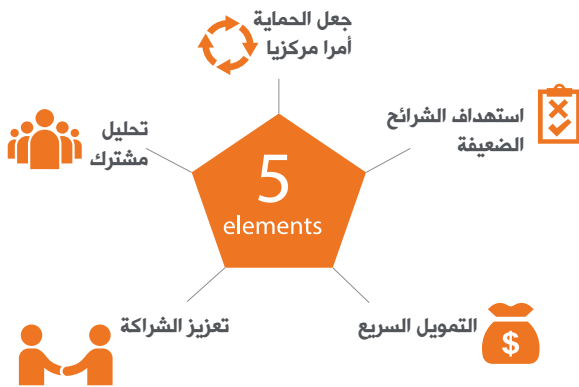 جعل الحماية
أمرا مركزيا
استهداف الشرائح
الضعيفة
تحليل
مشترك
5
elements
التمويل السريع
$
تعزيز الشراكة